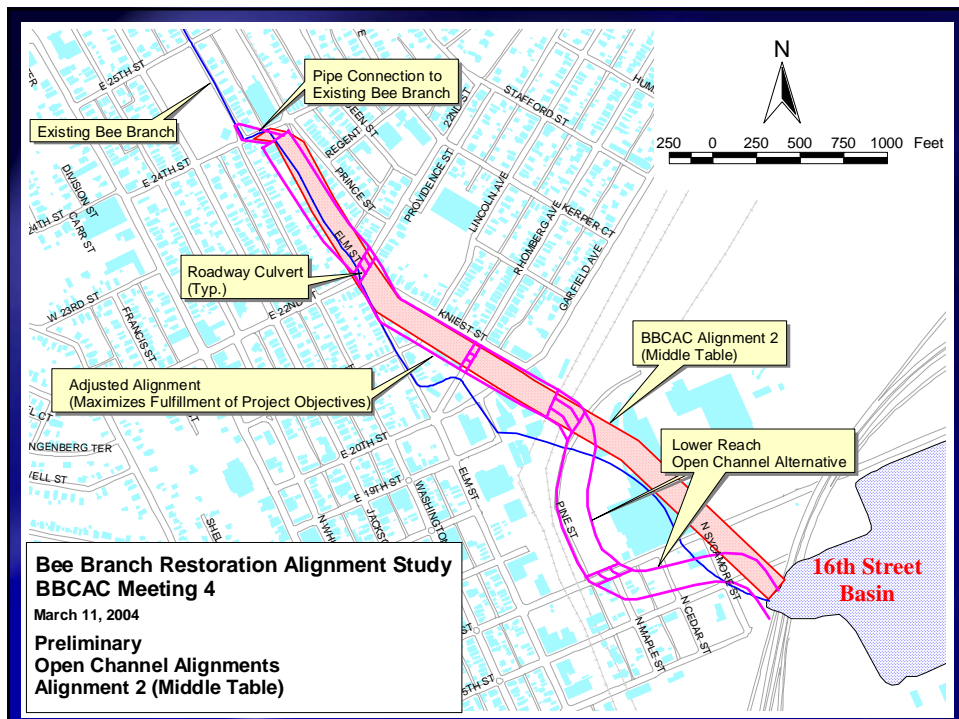 N
Pipe Connection to
Existing Bee Branch
Existing Bee Branch
250 0 250 500 750 1000 Feet
E 25TH ST
STAFFORD ST
REGENT
22ND ST
E 24TH ST
PRINCE ST
PROVIDENCE ST
LINCOLN AVE
KERPER CT
DIVISION ST
CARR ST
24TH ST
RHOMBERG AVE
GARFIELD AVE
ELM ST
Roadway Culvert
(Typ.)
W 23RD ST
E 22ND
FRANCIS ST
KNIEST ST
BBCAC Alignment 2
(Middle Table)
Adjusted Alignment
(Maximizes Fulfillment of Project Objectives)
NGENBERG TER
E 20TH ST
Lower Reach
Open Channel Alternative
E 19TH ST
ELM ST
WASHINGTON
PINE ST
N SYCAMORE ST
16th Street
Basin
N CEDAR ST
N MAPLE ST
5TH ST
Bee Branch Restoration Alignment Study
BBCAC Meeting 4
March 11, 2004
Preliminary
Open Channel Alignments
Alignment 2 (Middle Table)